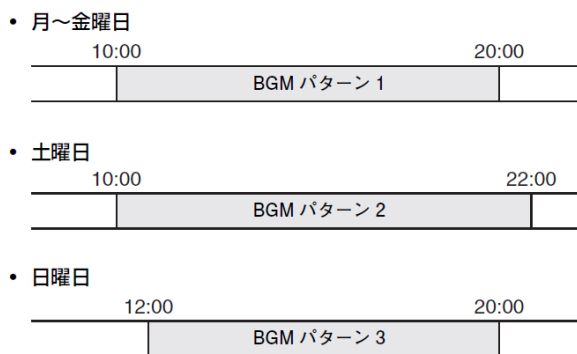 • 月～金曜日
10:00 20:00
BGM パターン 1
• 土曜日
10:00 22:00
BGM パターン 2
• 日曜日
12:00 20:00
BGM パターン 3